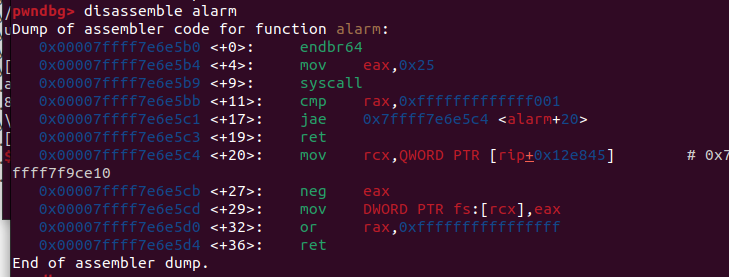 pwndbg> disassemble alarm
Dump of assembler code for function alarm:
   0x00007ffff7e6e5b0 <+0>:	endbr64
   0x00007ffff7e6e5b4 <+4>:	mov    eax,0x25
   0x00007ffff7e6e5b9 <+9>:	syscall
   0x00007ffff7e6e5bb <+11>:	cmp    rax,0xfffffffffffff001
   0x00007ffff7e6e5c1 <+17>:	jae    0x7ffff7e6e5c4 <alarm+20>
   0x00007ffff7e6e5c3 <+19>:	ret
   0x00007ffff7e6e5c4 <+20>:	mov    rcx,QWORD PTR [rip+0x12e845]        # 0x7
ffff7f9ce10
   0x00007ffff7e6e5cb <+27>:	neg    eax
   0x00007ffff7e6e5cd <+29>:	mov    DWORD PTR fs:[rcx],eax
   0x00007ffff7e6e5d0 <+32>:	or     rax,0xffffffffffffffff
   0x00007ffff7e6e5d4 <+36>:	ret
End of assembler dump.